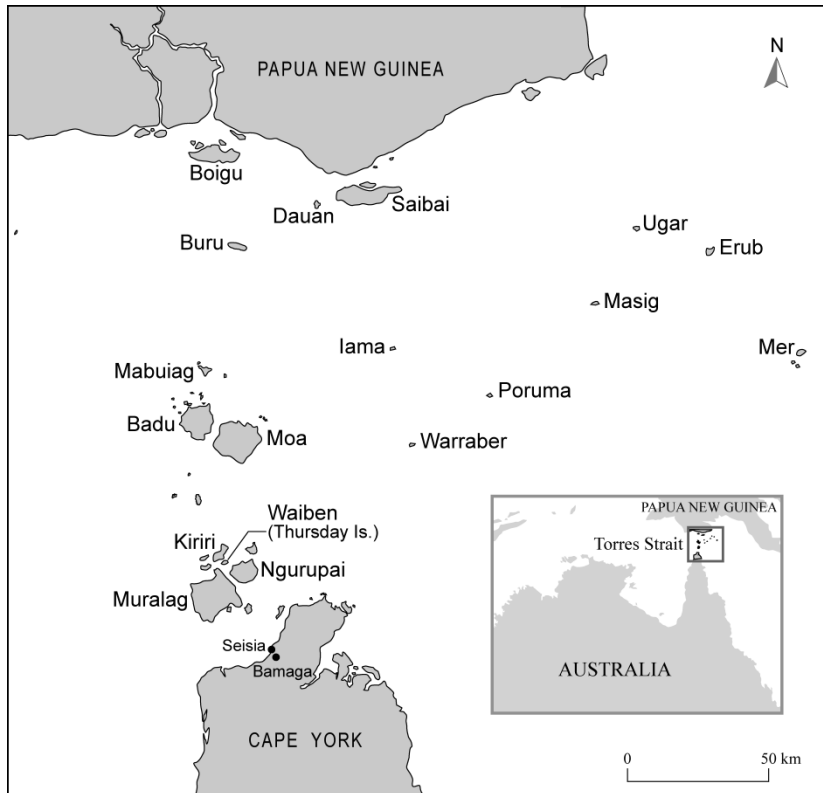 PAPUA NEW GUINEA
N
Boigu
Saibai
Dauan
Ugar
Buru
Erub
Masig
Iama
Mer
Mabuiag
Poruma
Badu
Moa
Warraber
Waiben
(Thursday Is.)
Kiriri
Ngurupai
Muralag
Seisia
Bamaga
CAPE YORK
PAPUA NEW GUINEA
Torres Strait
AUSTRALIA
0 50 km